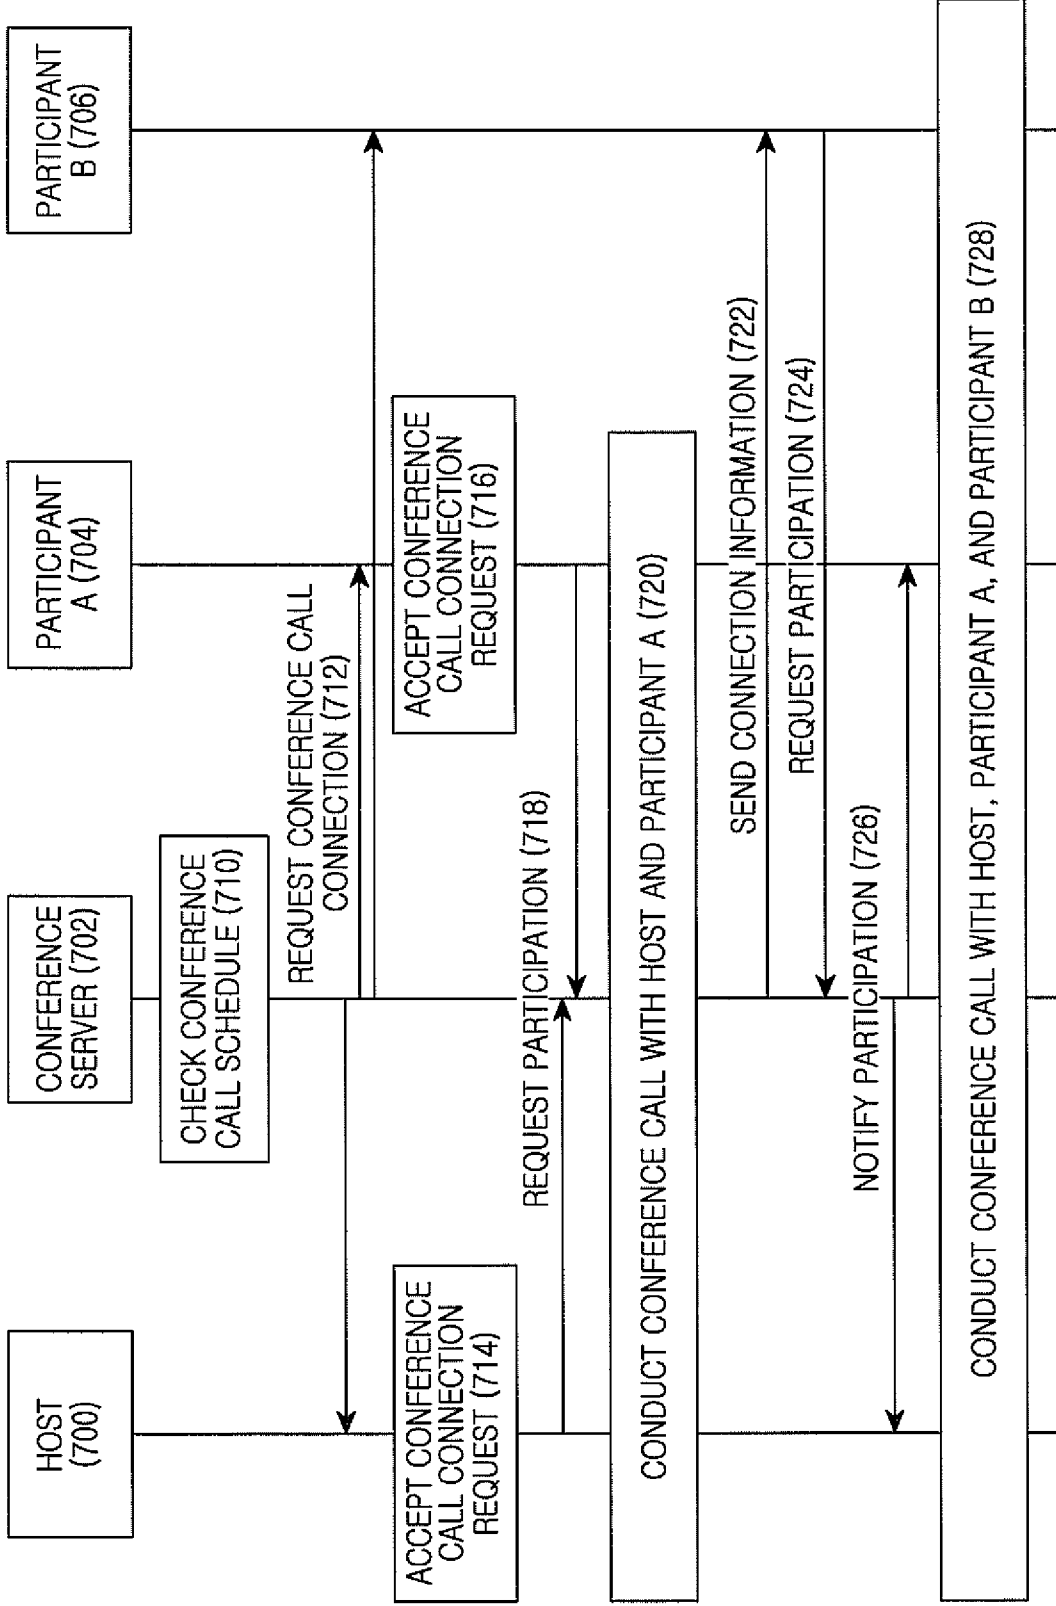 HOST
(700)
CONFERENCE
SERVER (702)
PARTICIPANT
A (704)
PARTICIPANT
B (706)
CHECK CONFERENCE
CALL SCHEDULE (710)
REQUEST CONFERENCE CALL
CONNECTION (712)
ACCEPT CONFERENCE
CALL CONNECTION
REQUEST (714)
ACCEPT CONFERENCE
CALL CONNECTION
REQUEST (716)
REQUEST PARTICIPATION (718)
CONDUCT CONFERENCE CALL WITH HOST AND PARTICIPANT A (720)
SEND CONNECTION INFORMATION (722)
REQUEST PARTICIPATION (724)
NOTIFY PARTICIPATION (726)
CONDUCT CONFERENCE CALL WITH HOST, PARTICIPANT A, AND PARTICIPANT B (728)